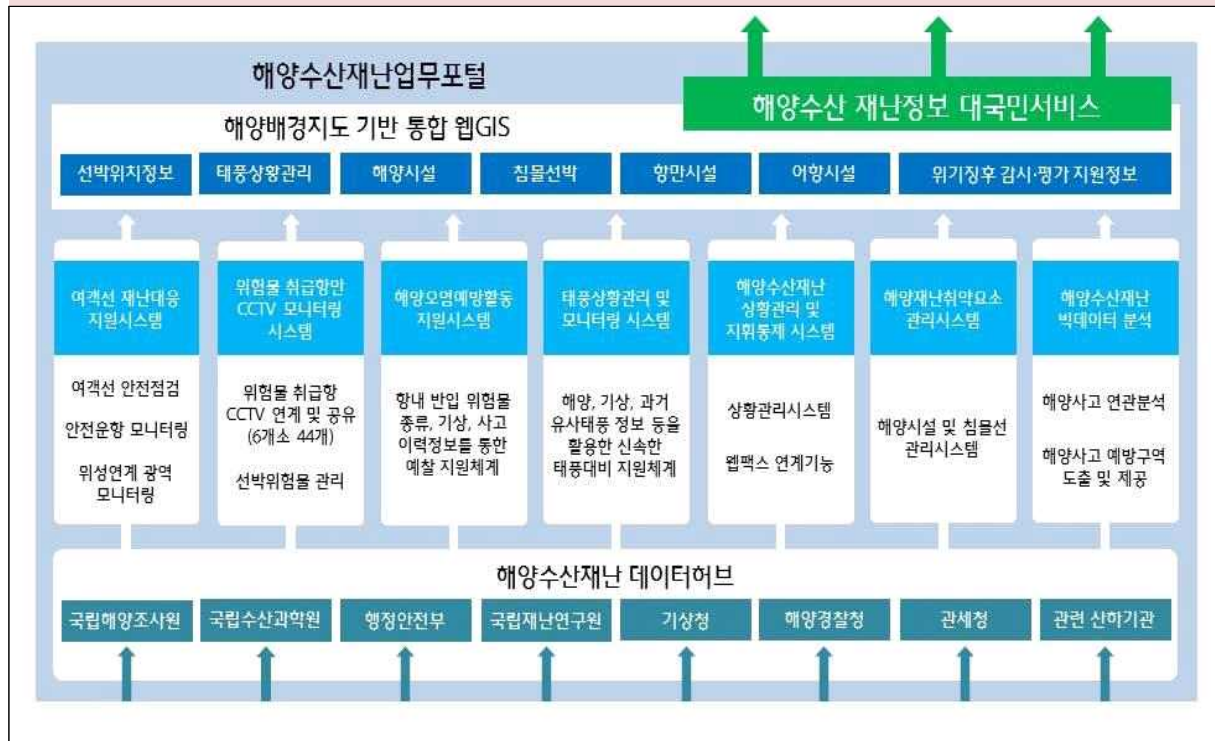 해양수산재난업무포털
해양수산 재난정보 대국민서비스
해양배경지도 기반 통합 웹GIS
선박위치정보
태풍상황관리
해양시설
침몰선박
항만시설
어항시설
위기징후 감시·평가 지원정보
여객선 재난대응
지원시스템
여객선 안전점검
안전운항 모니터링
위성연계 광역
모니터링
위험물 취급항만
CCTV 모니터링
시스템
위험물 취급항
CCTV 연계 및 공유
(6개소 44개)
선박위험물 관리
해양오염예방활동
지원시스템
항내 반입 위험물
종류, 기상, 사고
이력정보를 통한
예찰 지원체계
태풍상황관리 및
모니터링 시스템
해양, 기상, 과거
유사태풍 정보 등을
활용한 신속한
태풍대비 지원체계
해양수산재난
상황관리 및
지휘통제 시스템
상황관리시스템
웹팩스 연계기능
해양재난취약요소
관리시스템
해양시설 및 침몰선
관리시스템
해양수산재난
빅데이터 분석
해양사고 연관분석
해양사고 예방구역
도출 및 제공
해양수산재난 데이터허브
국립해양조사원
국립수산과학원
행정안전부
국립재난연구원
기상청
해양경찰청
관세청
관련 산하기관